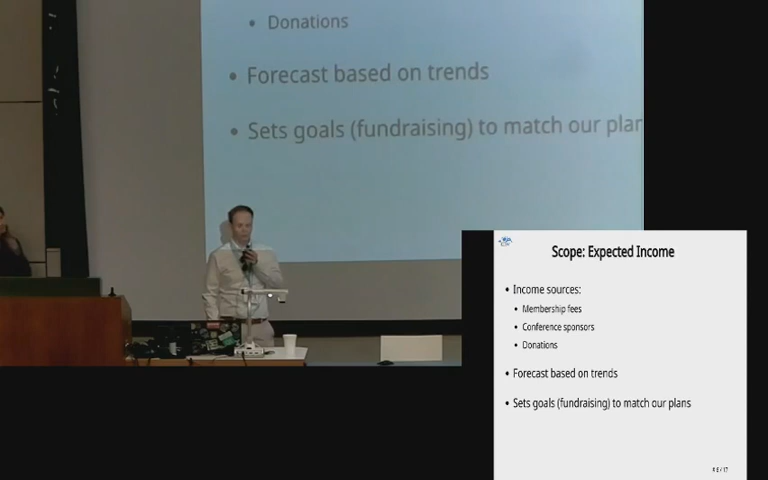 Donations
Forecast based on trends
Sets goals (fundraising) to match our plan
Scope: Expected Income
Income sources:
Membership fees
Conference sponsors
Donations
Forecast based on trends
Sets goals (fundraising) to match our plans